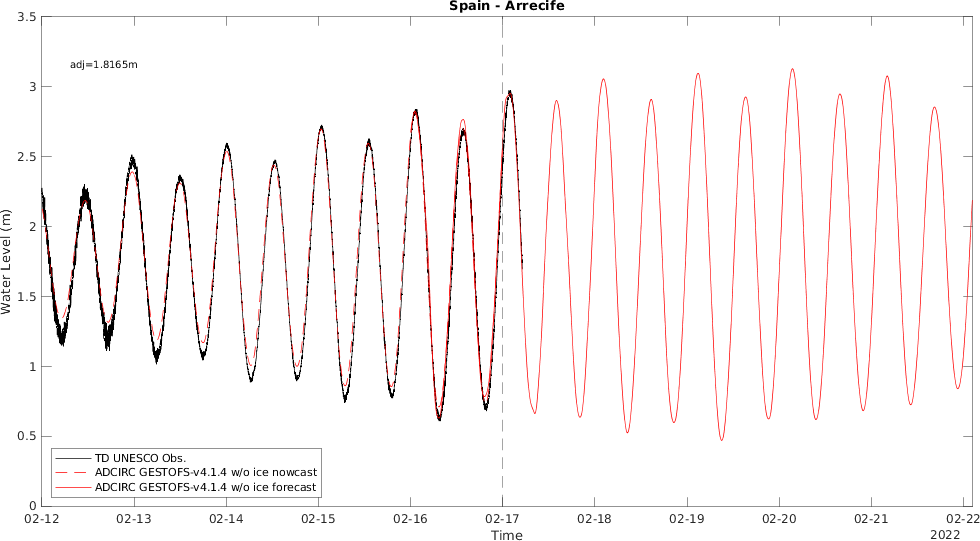 Spain - Arrecife
adj=1.8165m
Water Level (m)
3.5
3
2.5
2
1.5
1
0.5
0
TD UNESCO Obs.
ADCIRC GESTOFS-v4.1.4 w/o ice nowcast
ADCIRC GESTOFS-v4.1.4 w/o ice forecast
02-12 02-13 02-14 02-15 02-16 02-17 02-18 02-19 02-20 02-21 02-22
Time
2022